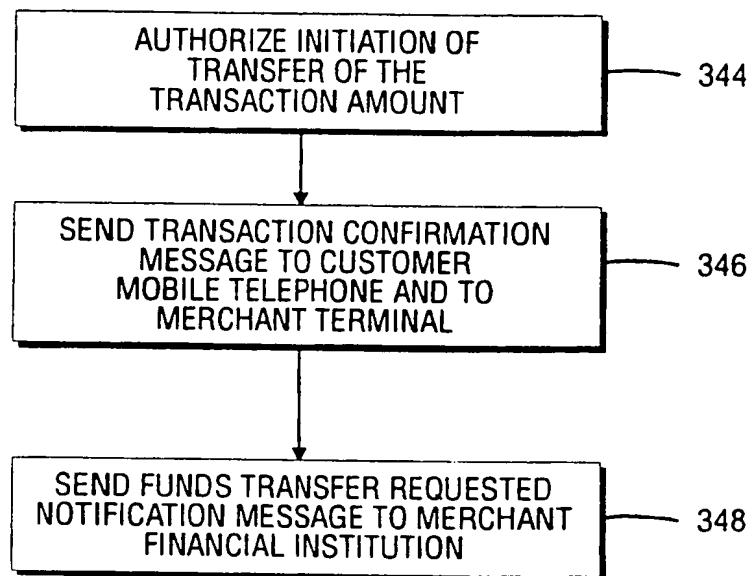 AUTHORIZE INITIATION OF
TRANSFER OF THE
TRANSACTION AMOUNT
344
SEND TRANSACTION CONFIRMATION
MESSAGE TO CUSTOMER
MOBILE TELEPHONE AND TO
MERCHANT TERMINAL
346
SEND FUNDS TRANSFER REQUESTED
NOTIFICATION MESSAGE TO MERCHANT
FINANCIAL INSTITUTION
348